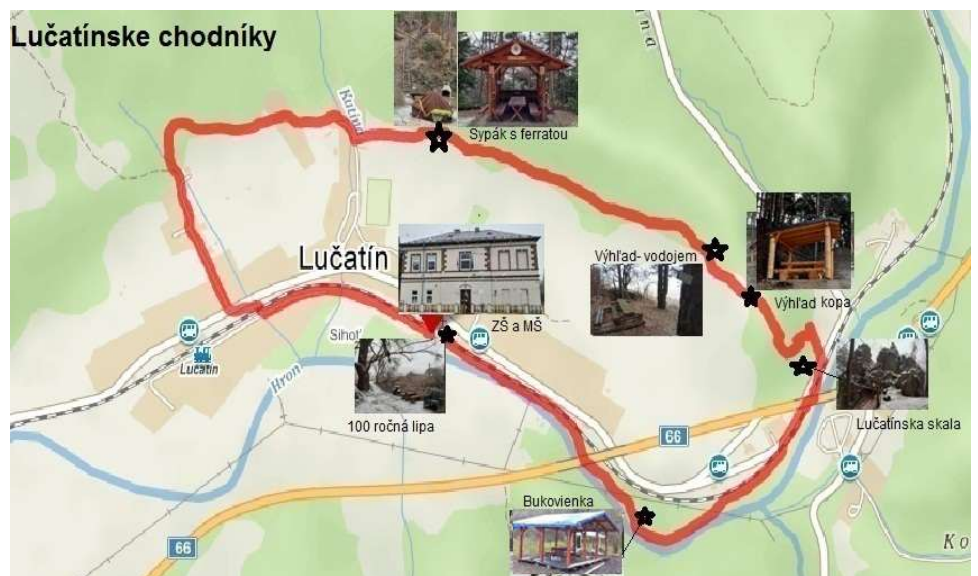 Lučatínske chodníky
Kutina
Sypák s ferratou
Lučatín
Výhľad- vodojem
Výhľad kopa
ZŠ a MŠ
Sihoť
Lučatín
Hron
100 ročná lipa
Lučatínska skala
66
Bukovienka
66